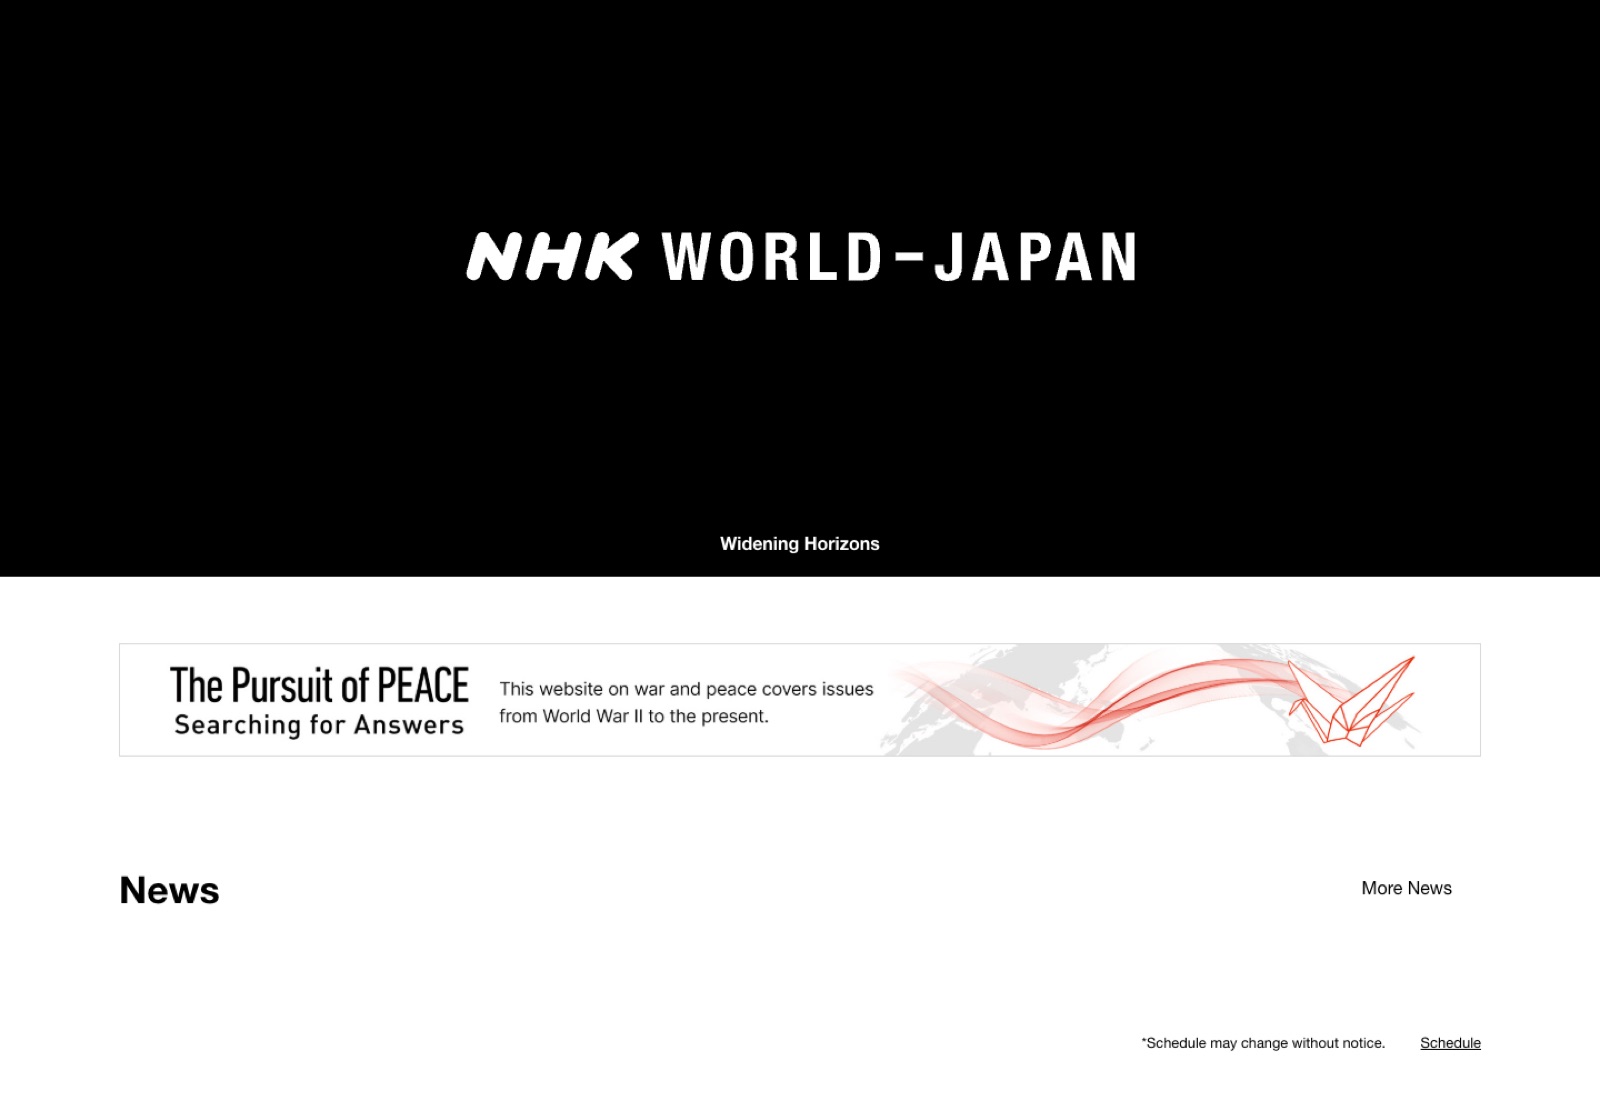 NHK WORLD-JAPAN
Widening Horizons
The Pursuit of PEACE
Searching for Answers
This website on war and peace covers issues
from World War II to the present.
News
More News
*Schedule may change without notice.
Schedule